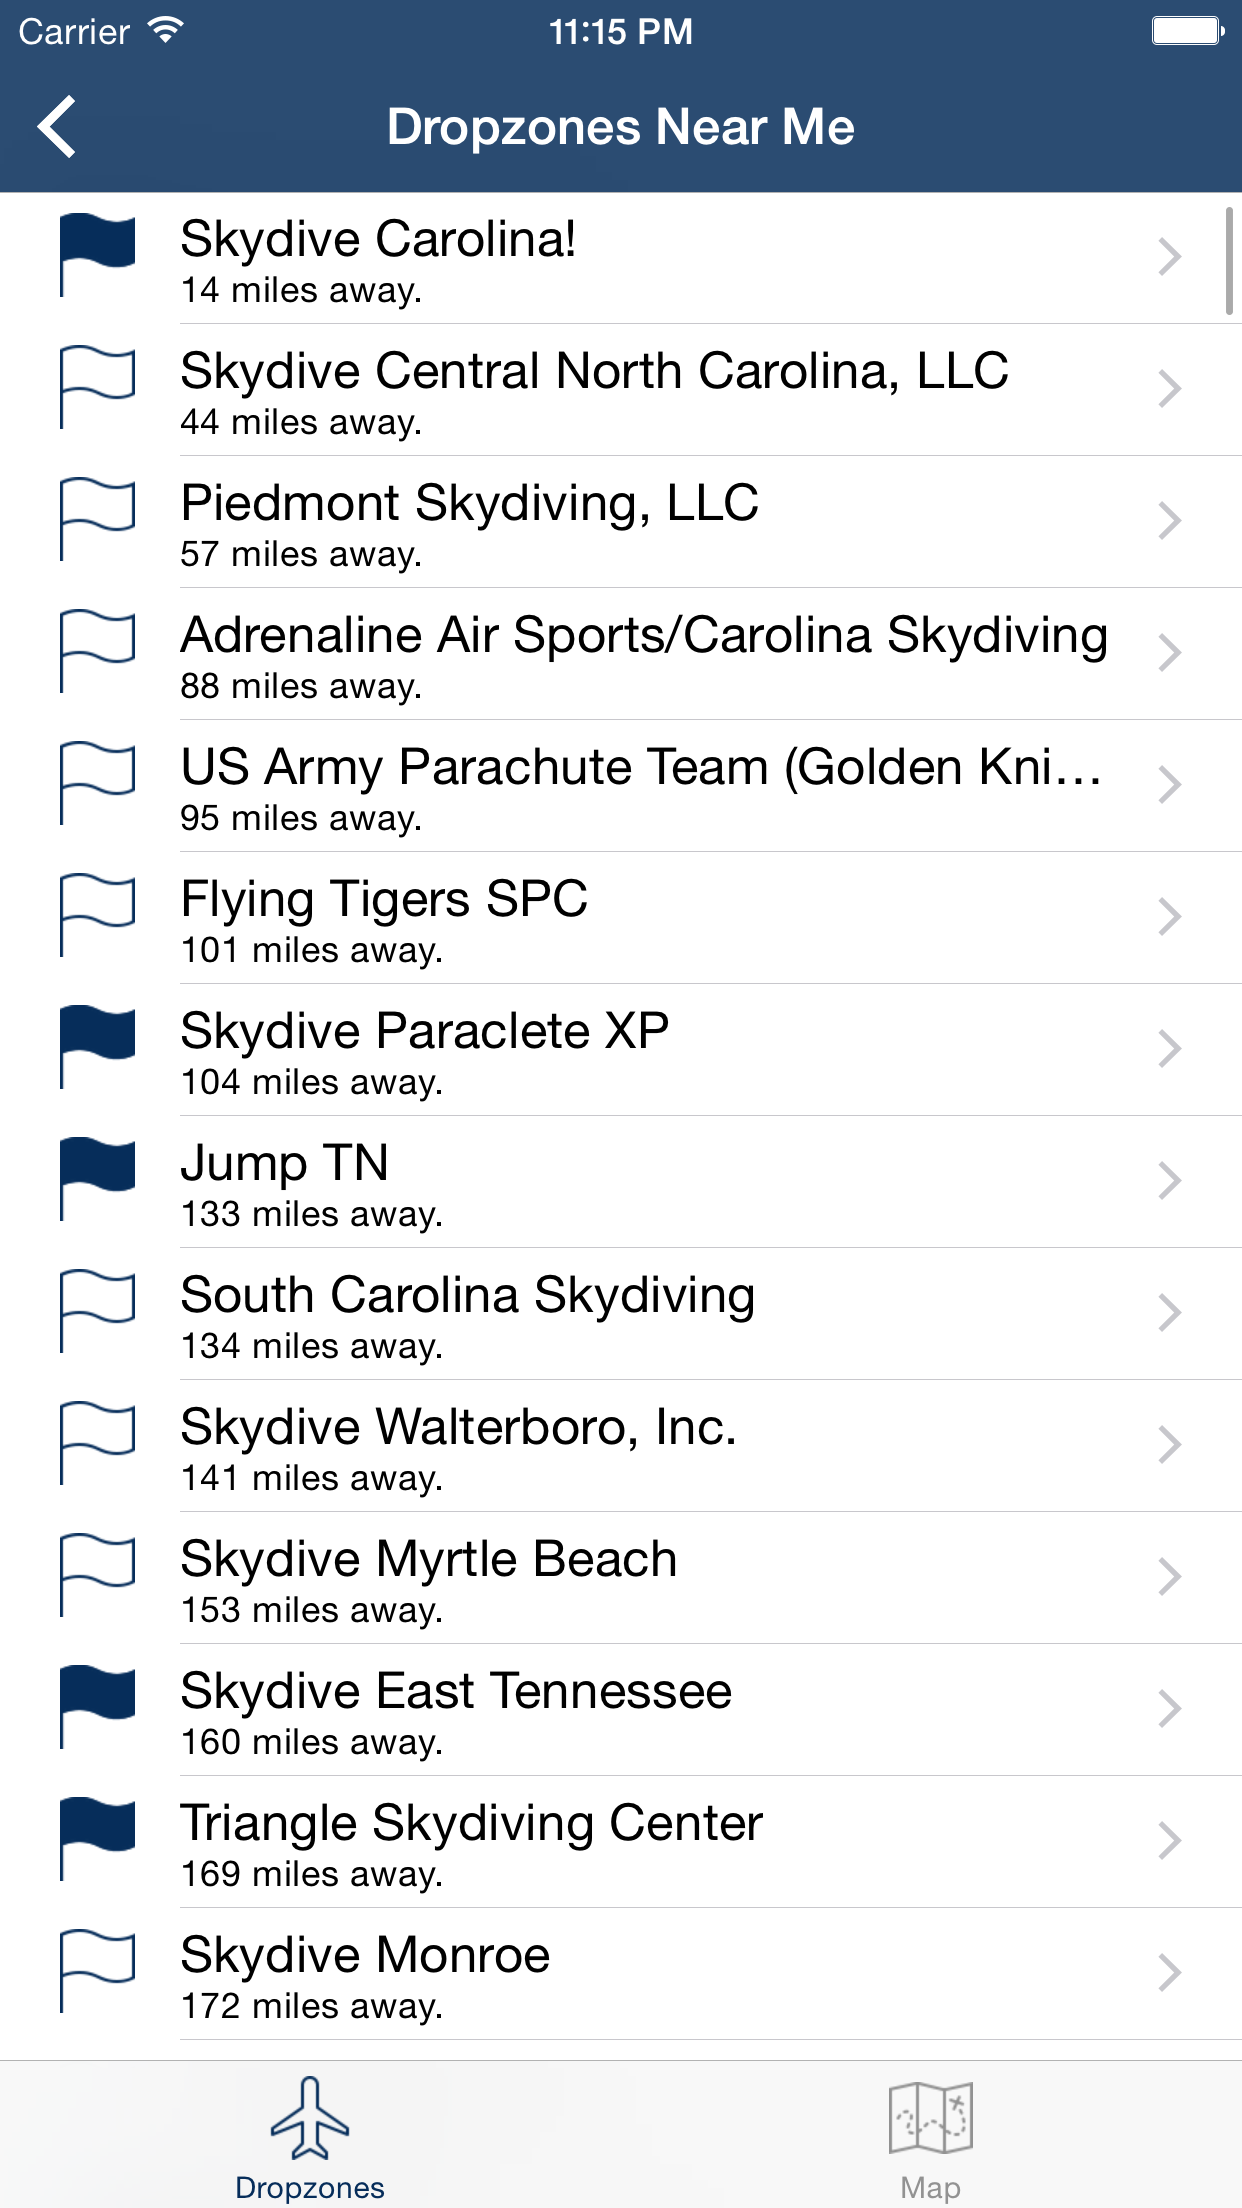 Carrier 11:15 PM
Dropzones Near Me
Skydive Carolina!
14 miles away.
Skydive Central North Carolina, LLC
44 miles away.
Piedmont Skydiving, LLC
57 miles away.
Adrenaline Air Sports/Carolina Skydiving
88 miles away.
US Army Parachute Team (Golden Kni...
95 miles away.
Flying Tigers SPC
101 miles away.
Skydive Paraclete XP
104 miles away.
Jump TN
133 miles away.
South Carolina Skydiving
134 miles away.
Skydive Walterboro, Inc.
141 miles away.
Skydive Myrtle Beach
153 miles away.
Skydive East Tennessee
160 miles away.
Triangle Skydiving Center
169 miles away.
Skydive Monroe
172 miles away.
Dropzones Map